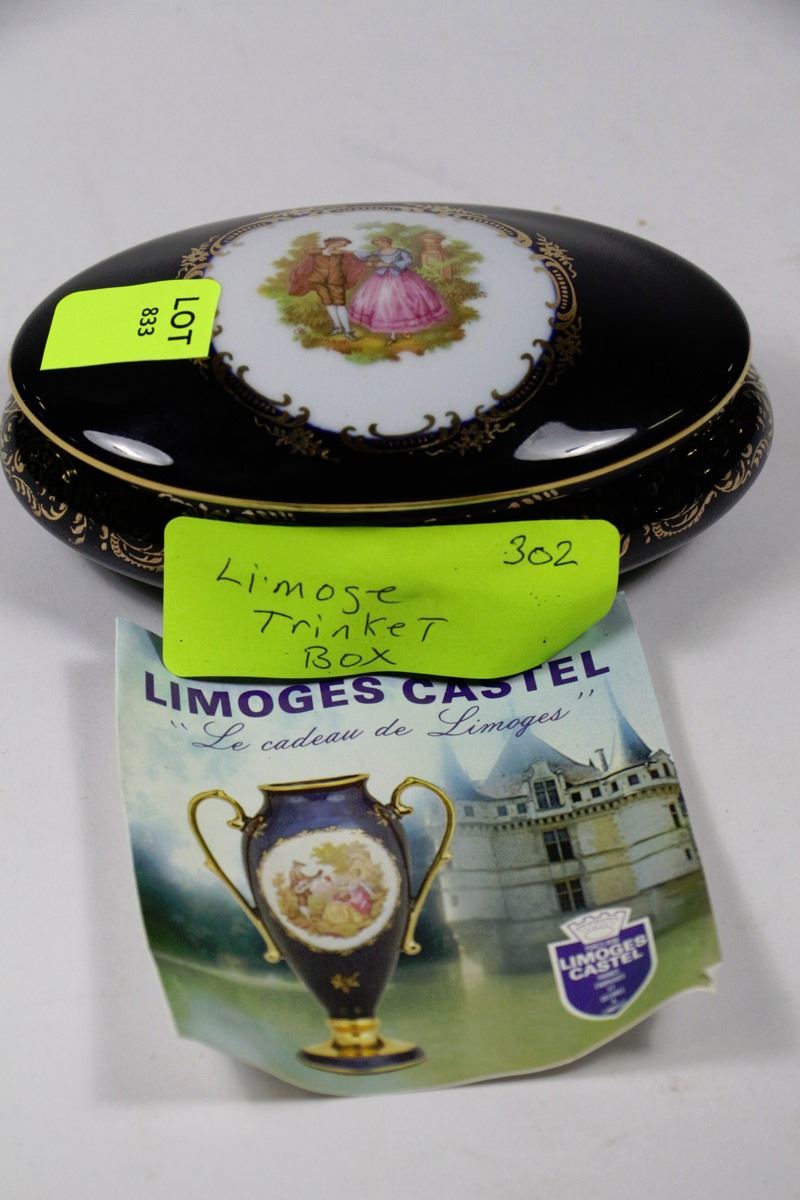 LOT
833
302
Limoge
Trinket
Box
LIMOGES CASTEL
"Le cadeau de Limoges"
LIMOGES
CASTEL